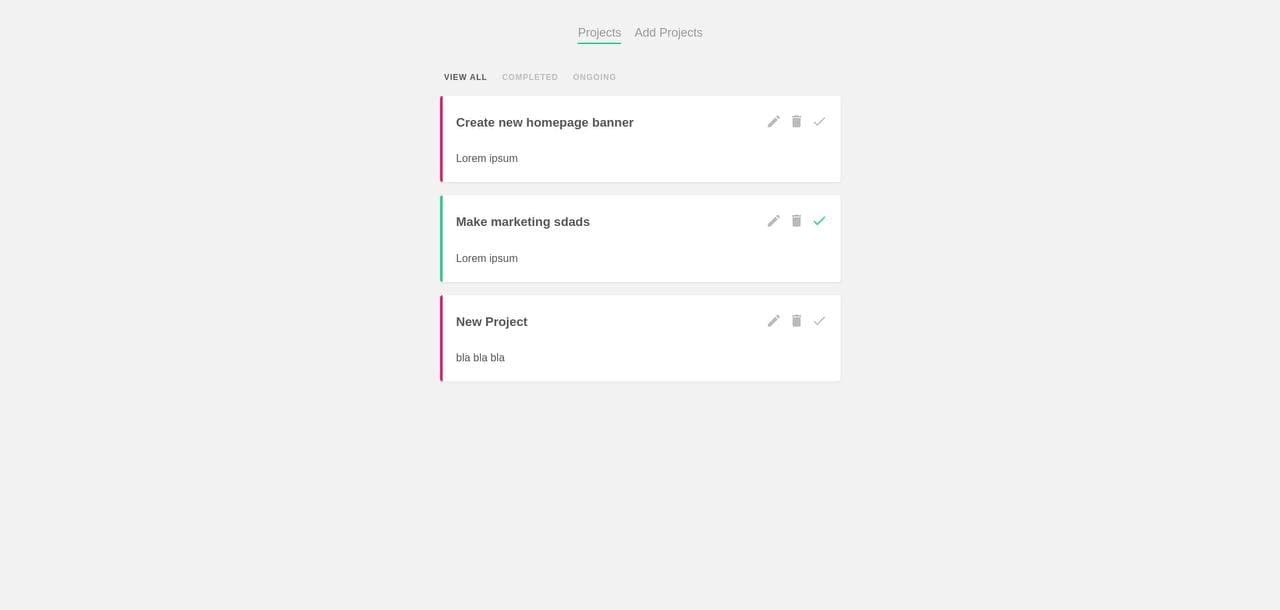 Projects Add Projects
VIEW ALL COMPLETED ONGOING
Create new homepage banner
Lorem ipsum
Make marketing sdads
Lorem ipsum
New Project
bla bla bla